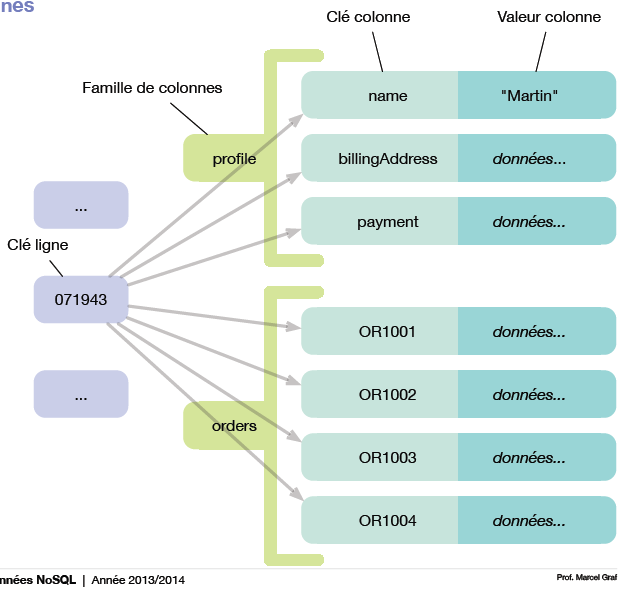 nes
Clé colonne
Valeur colonne
Famille de colonnes
name
"Martin"
profile
billingAddress
données...
...
payment
données...
Clé ligne
071943
OR1001
données...
...
OR1002
données...
orders
OR1003
données...
OR1004
données...
nnées NoSQL | Année 2013/2014
Prof. Marcel Graf